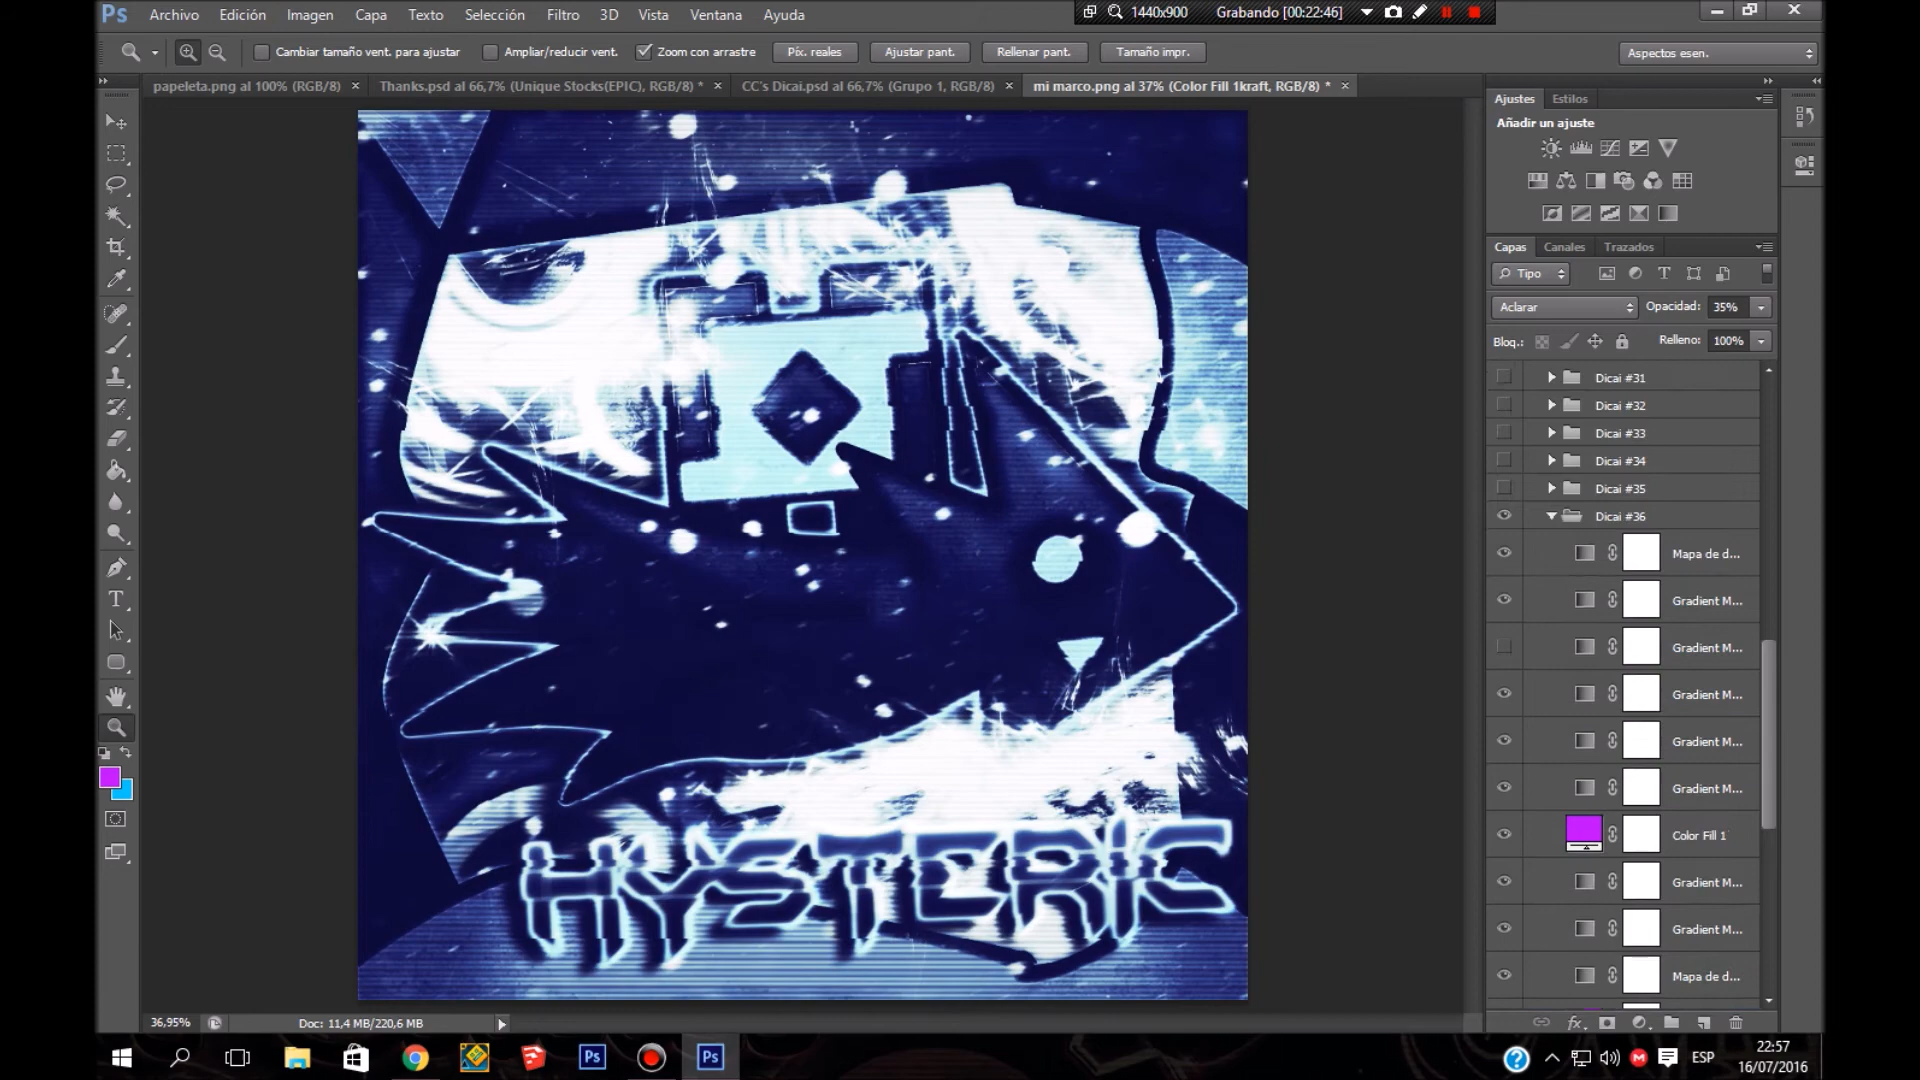 Ps Archivo Edición Imagen Capa Texto Selección Filtro 3D Vista Ventana Ayuda
1440x900 Grabando [00:22:46]
Cambiar tamaño vent. para ajustar Ampliar/reducir vent. Zoom con arrastre Píx. reales Ajustar pant. Rellenar pant. Tamaño impr. Aspectos esen.
papeleta.png al 100% (RGB/8) × Thanks.psd al 66,7% (Unique Stocks(EPIC), RGB/8) * × CC's Dicai.psd al 66,7% (Grupo 1, RGB/8) × mi marco.png al 37% (Color Fill 1kraft, RGB/8) * ×
Ajustes Estilos
Añadir un ajuste
Capas Canales Trazados
Tipo
Aclarar Opacidad: 35%
Bloq.: Relleno: 100%
Dicai #31
Dicai #32
Dicai #33
Dicai #34
Dicai #35
Dicai #36
Mapa de d...
Gradient M...
Gradient M...
Gradient M...
Gradient M...
Gradient M...
Color Fill 1
Gradient M...
Gradient M...
Mapa de d...
HYSTERIC
36,95% Doc: 11,4 MB/220,6 MB
fx
Ps Ps ESP
22:57
16/07/2016